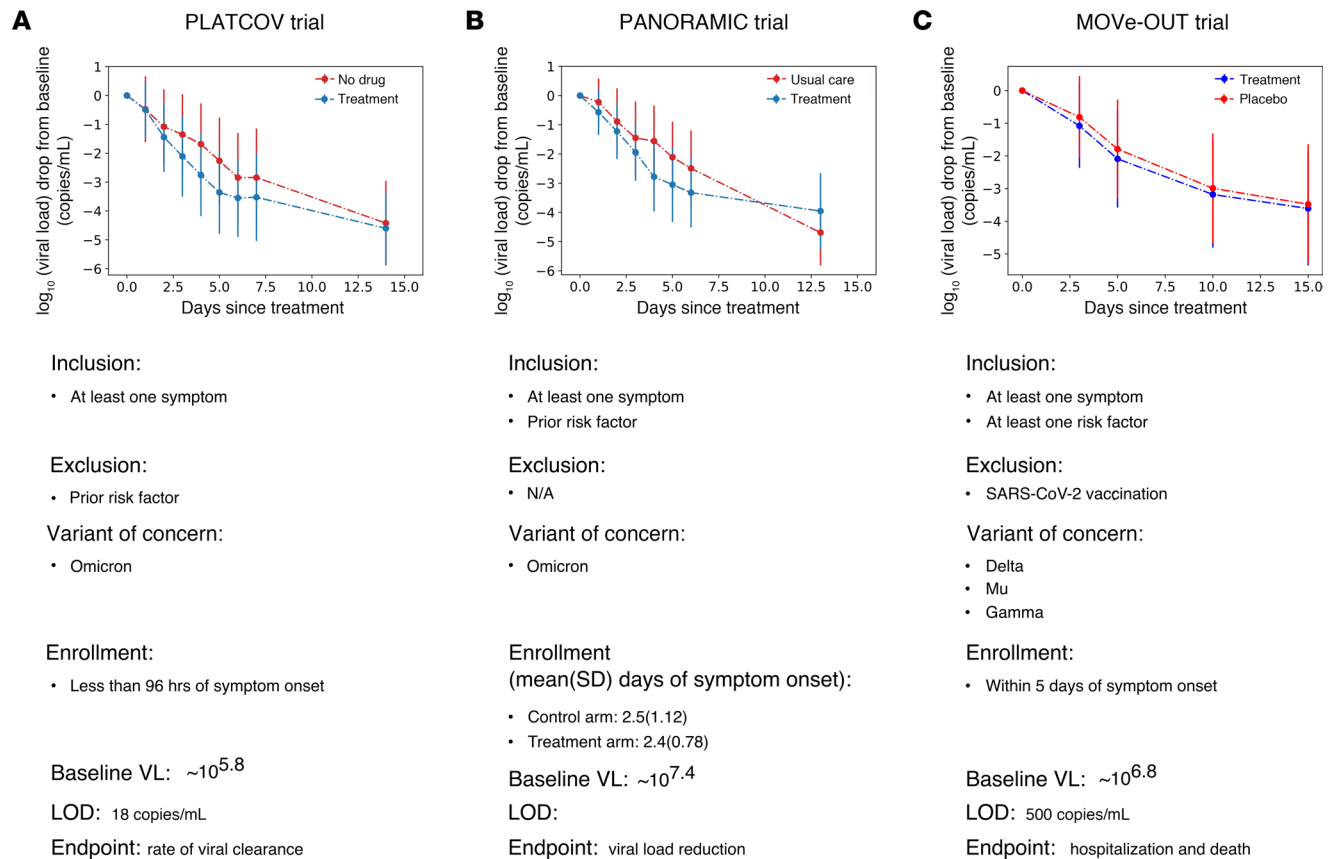 A
PLATCOV trial
log10 (viral load) drop from baseline
(copies/mL)
1
0
−1
−2
−3
−4
−5
−6
No drug
Treatment
0.0 2.5 5.0 7.5 10.0 12.5 15.0
Days since treatment
Inclusion:
• At least one symptom
Exclusion:
• Prior risk factor
Variant of concern:
• Omicron
Enrollment:
• Less than 96 hrs of symptom onset
Baseline VL: ~10^5.8
LOD: 18 copies/mL
Endpoint: rate of viral clearance
B
PANORAMIC trial
log10 (viral load) drop from baseline
(copies/mL)
1
0
−1
−2
−3
−4
−5
−6
Usual care
Treatment
0.0 2.5 5.0 7.5 10.0 12.5 15.0
Days since treatment
Inclusion:
• At least one symptom
• Prior risk factor
Exclusion:
• N/A
Variant of concern:
• Omicron
Enrollment
(mean(SD) days of symptom onset):
• Control arm: 2.5(1.12)
• Treatment arm: 2.4(0.78)
Baseline VL: ~10^7.4
LOD:
Endpoint: viral load reduction
C
MOVe-OUT trial
log10 (viral load) drop from baseline
(copies/mL)
0
−1
−2
−3
−4
−5
Treatment
Placebo
0.0 2.5 5.0 7.5 10.0 12.5 15.0
Days since treatment
Inclusion:
• At least one symptom
• At least one risk factor
Exclusion:
• SARS-CoV-2 vaccination
Variant of concern:
• Delta
• Mu
• Gamma
Enrollment:
• Within 5 days of symptom onset
Baseline VL: ~10^6.8
LOD: 500 copies/mL
Endpoint: hospitalization and death